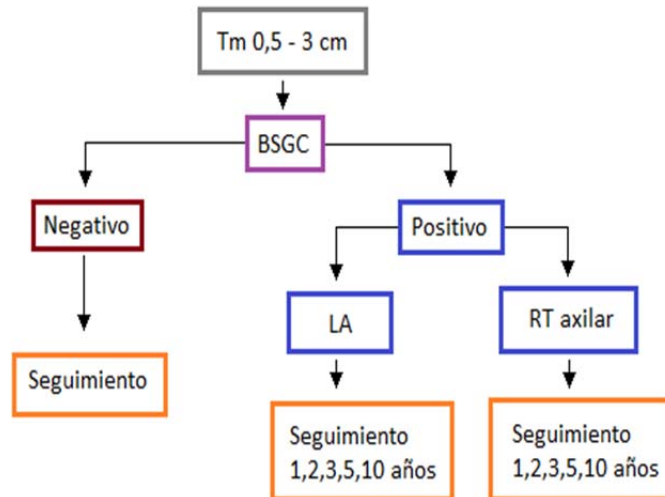 Tm 0,5 - 3 cm
BSGC
Negativo
Positivo
LA
RT axilar
Seguimiento
Seguimiento
1,2,3,5,10 años
Seguimiento
1,2,3,5,10 años